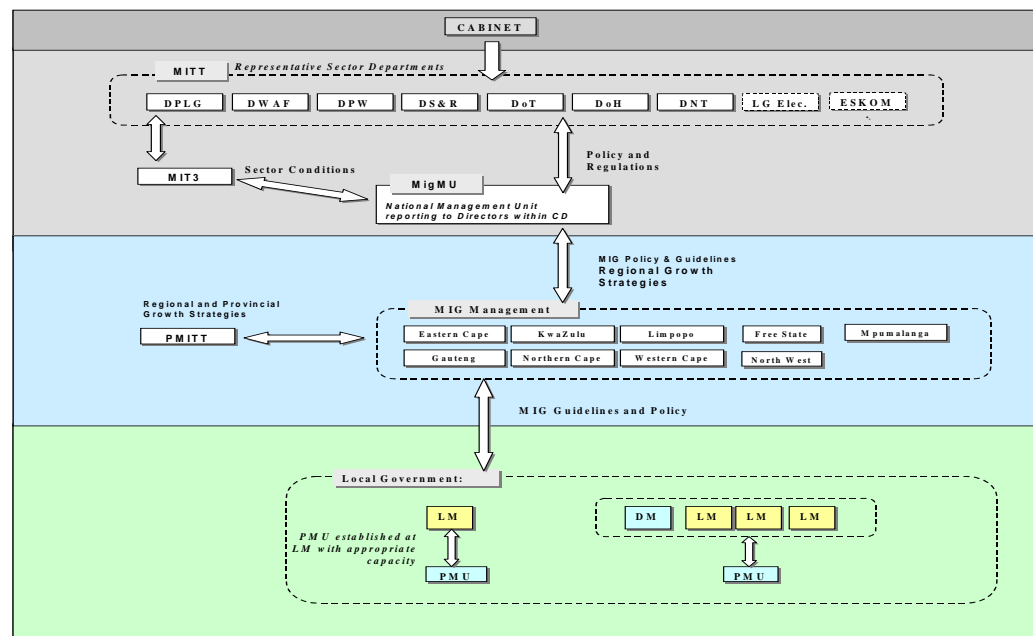 CABINET
MITT
Representative Sector Departments
DPLG
DWAF
DPW
DS&R
DoT
DoH
DNT
LG Elec.
ESKOM
Policy and
Regulations
MIT3
Sector Conditions
MigMU
National Management Unit
reporting to Directors within CD
MIG Policy & Guidelines
Regional Growth
Strategies
Regional and Provincial
Growth Strategies
PMITT
MIG Management
Eastern Cape
KwaZulu
Limpopo
Free State
Mpumalanga
Gauteng
Northern Cape
Western Cape
North West
MIG Guidelines and Policy
Local Government:
LM
DM
LM
LM
LM
PMU established at
LM with appropriate
capacity
PMU
PMU